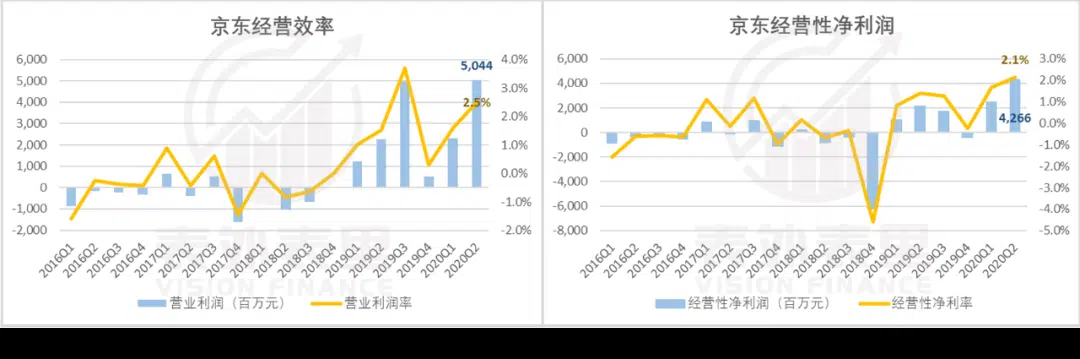 京东经营效率
6,000
5,000
4,000
3,000
2,000
1,000
0
-1,000
-2,000
4.0%
3.0%
2.0%
1.0%
0.0%
-1.0%
-2.0%
5,044
2.5%
2016Q1
2016Q2
2016Q3
2016Q4
2017Q1
2017Q2
2017Q3
2017Q4
2018Q1
2018Q2
2018Q3
2018Q4
2019Q1
2019Q2
2019Q3
2019Q4
2020Q1
2020Q2
营业利润（百万元）
营业利润率
VISION FINANCE
京东经营性净利润
6,000
4,000
2,000
0
-2,000
-4,000
-6,000
-8,000
3.0%
2.0%
1.0%
0.0%
-1.0%
-2.0%
-3.0%
-4.0%
-5.0%
2.1%
4,266
2016Q1
2016Q2
2016Q3
2016Q4
2017Q1
2017Q2
2017Q3
2017Q4
2018Q1
2018Q2
2018Q3
2018Q4
2019Q1
2019Q2
2019Q3
2019Q4
2020Q1
2020Q2
经营性净利润（百万元）
经营性净利率
VISION FINANCE